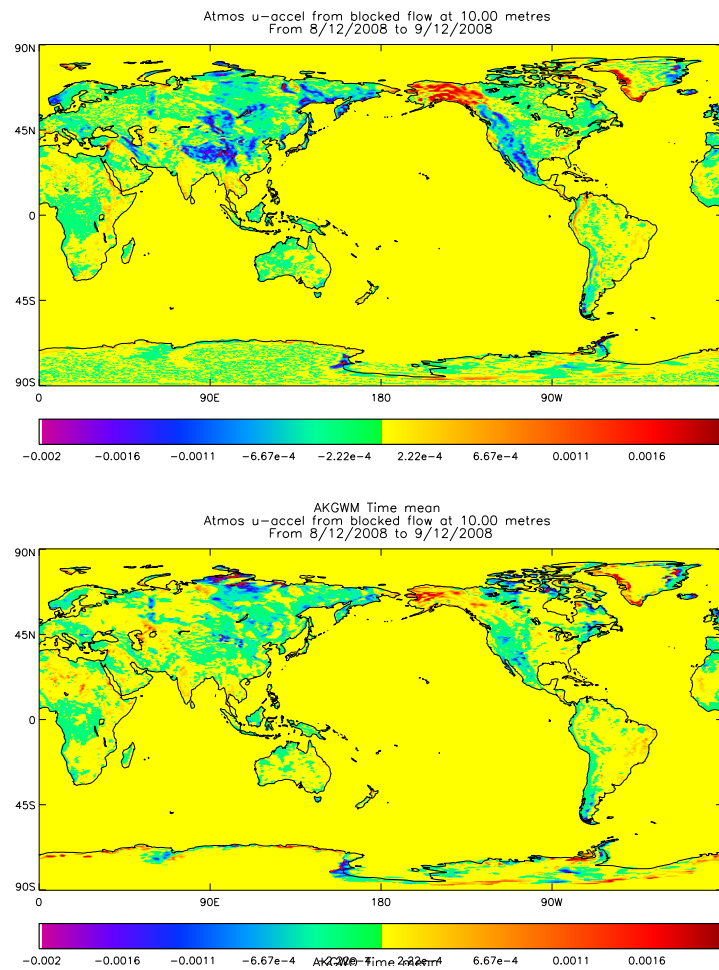 Atmos u-accel from blocked flow at 10.00 metres
From 8/12/2008 to 9/12/2008
90N
45N
0
45S
90S
0 90E 180 90W
-0.002 -0.0016 -0.0011 -6.67e-4 -2.22e-4 2.22e-4 6.67e-4 0.0011 0.0016
AKGWM Time mean
Atmos u-accel from blocked flow at 10.00 metres
From 8/12/2008 to 9/12/2008
90N
45N
0
45S
90S
0 90E 180 90W
-0.002 -0.0016 -0.0011 -6.67e-4 6.67e-4 0.0011 0.0016
Time mean